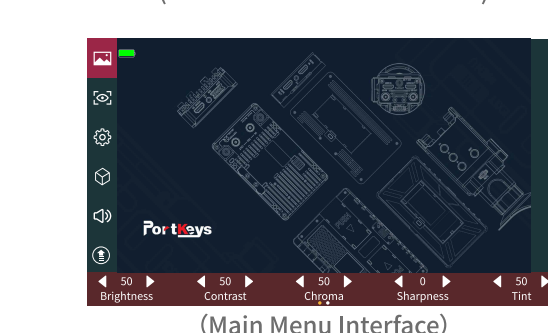 PortKeys
50 50 50 0 50
Brightness Contrast Chroma Sharpness Tint
(Main Menu Interface)